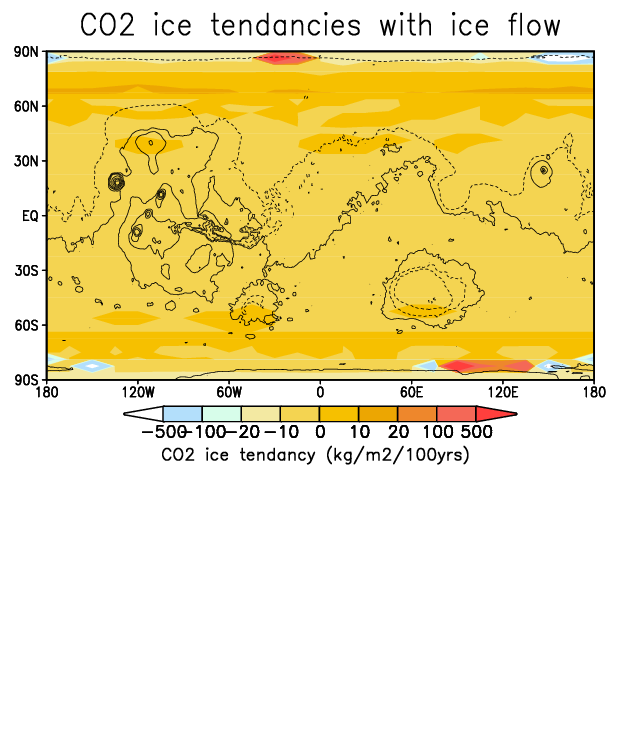 CO2 ice tendancies with ice flow
90N
60N
30N
EQ
30S
60S
90S
180 120W 60W 0 60E 120E 180
-500 -100 -20 -10 0 10 20 100 500
CO2 ice tendancy (kg/m2/100yrs)